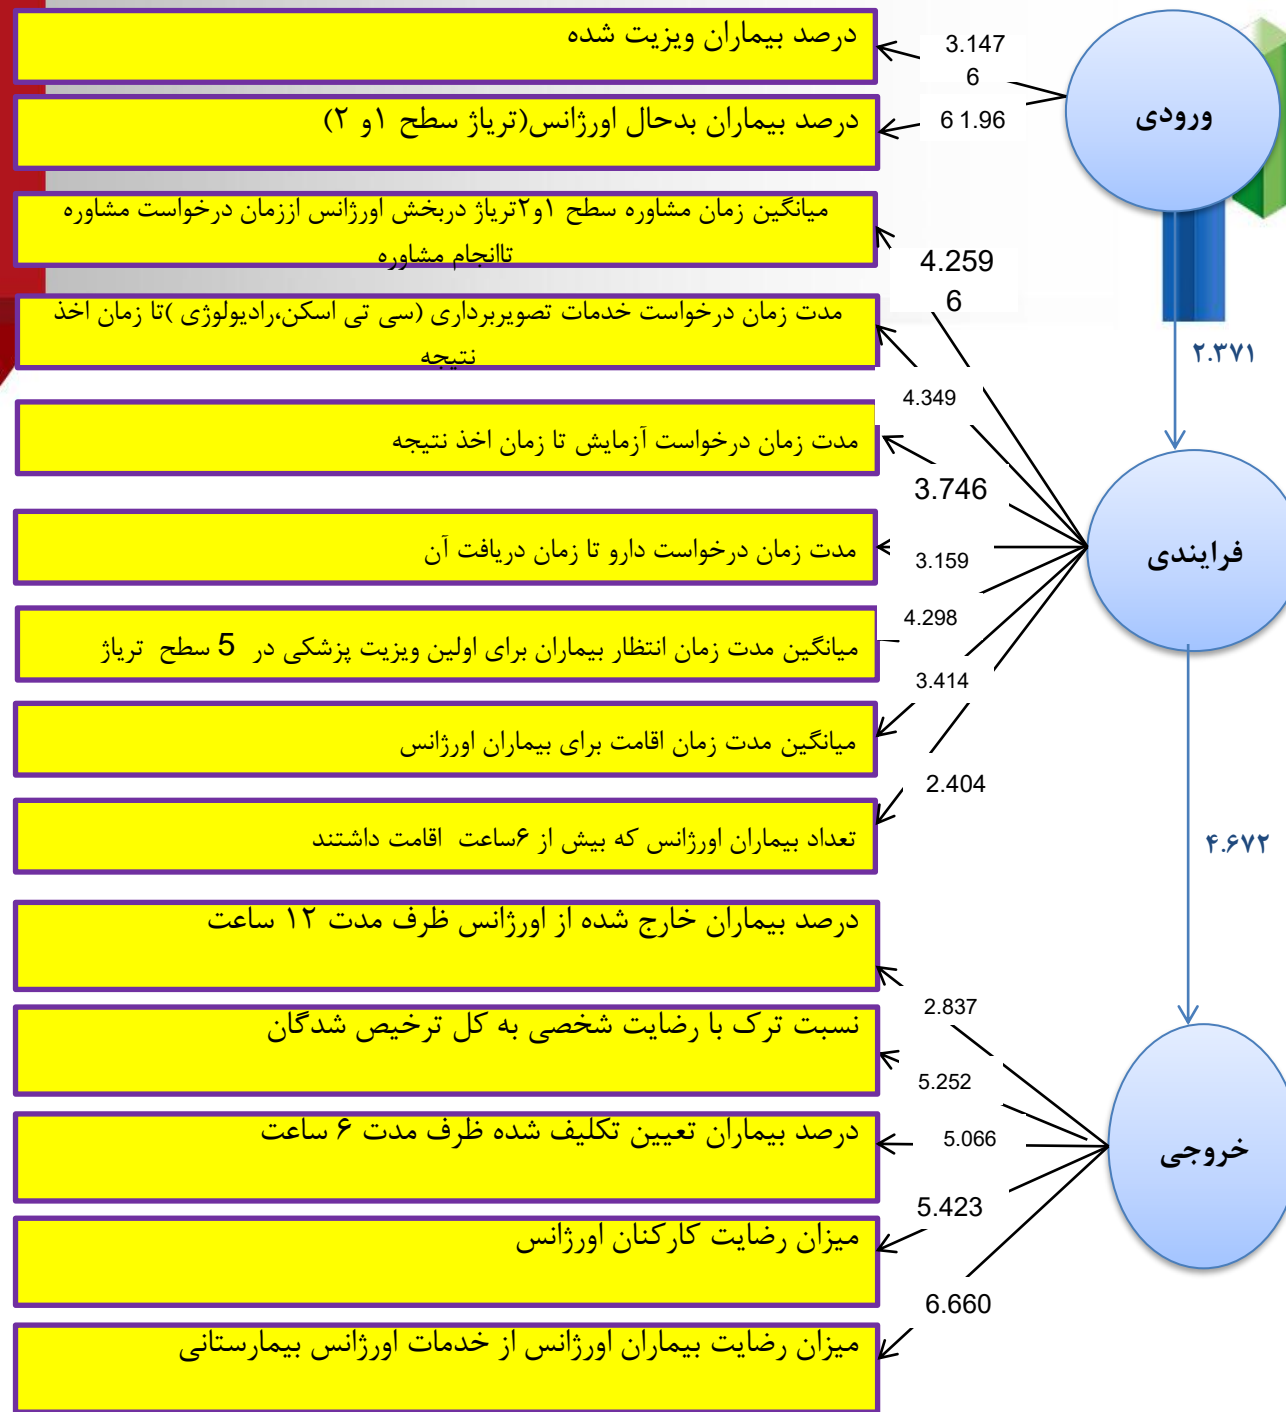 درصد بیماران ویزیت شده
3.147
6
درصد بیماران بدحال اورژانس(تریاژ سطح ۱و ۲)
6 1.96
ورودی
میانگین زمان مشاوره سطح ۱و۲تریاژ دربخش اورژانس اززمان درخواست مشاوره
تاانجام مشاوره
4.259
6
مدت زمان درخواست خدمات تصویربرداری (سی تی اسکن،رادیولوژی )تا زمان اخذ
نتیجه
۲.۳۷۱
4.349
مدت زمان درخواست آزمایش تا زمان اخذ نتیجه
3.746
مدت زمان درخواست دارو تا زمان دریافت آن
3.159
فرایندی
4.298
میانگین مدت زمان انتظار بیماران برای اولین ویزیت پزشکی در 5 سطح تریاژ
3.414
میانگین مدت زمان اقامت برای بیماران اورژانس
2.404
تعداد بیماران اورژانس که بیش از ۶ساعت اقامت داشتند
۴.۶۷۲
درصد بیماران خارج شده از اورژانس ظرف مدت ۱۲ ساعت
2.837
نسبت ترک با رضایت شخصی به کل ترخیص شدگان
5.252
درصد بیماران تعیین تکلیف شده ظرف مدت ۶ ساعت
5.066
خروجی
5.423
میزان رضایت کارکنان اورژانس
6.660
میزان رضایت بیماران اورژانس از خدمات اورژانس بیمارستانی